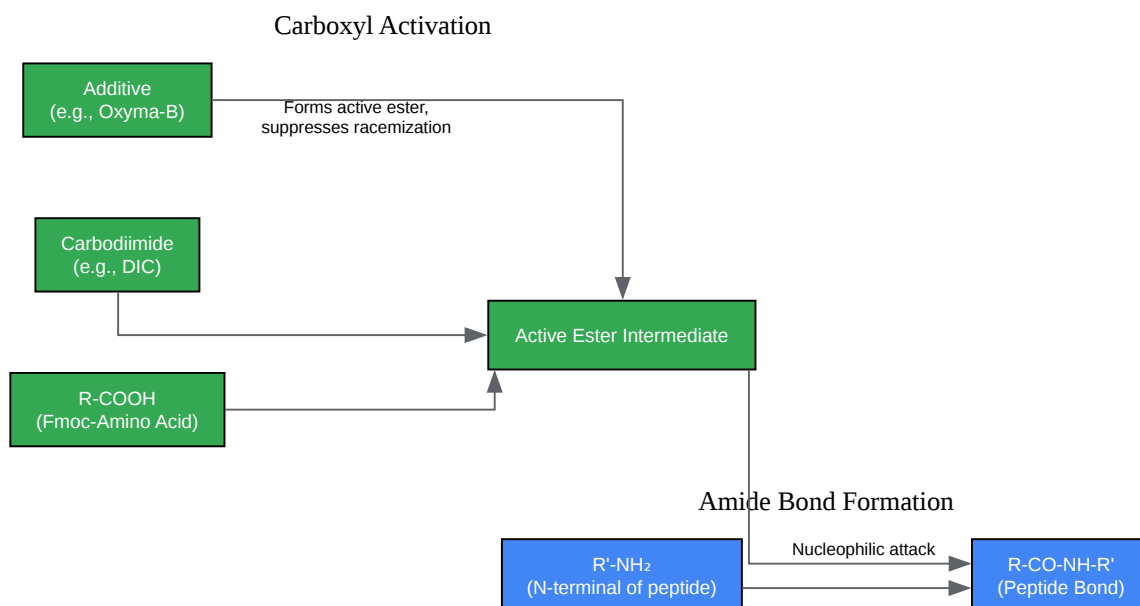 Carboxyl Activation
Additive
(e.g., Oxyma-B)
Forms active ester,
suppresses racemization
Carbodiimide
(e.g., DIC)
Active Ester Intermediate
R-COOH
(Fmoc-Amino Acid)
Amide Bond Formation
R'-NH₂
(N-terminal of peptide)
Nucleophilic attack
R-CO-NH-R'
(Peptide Bond)